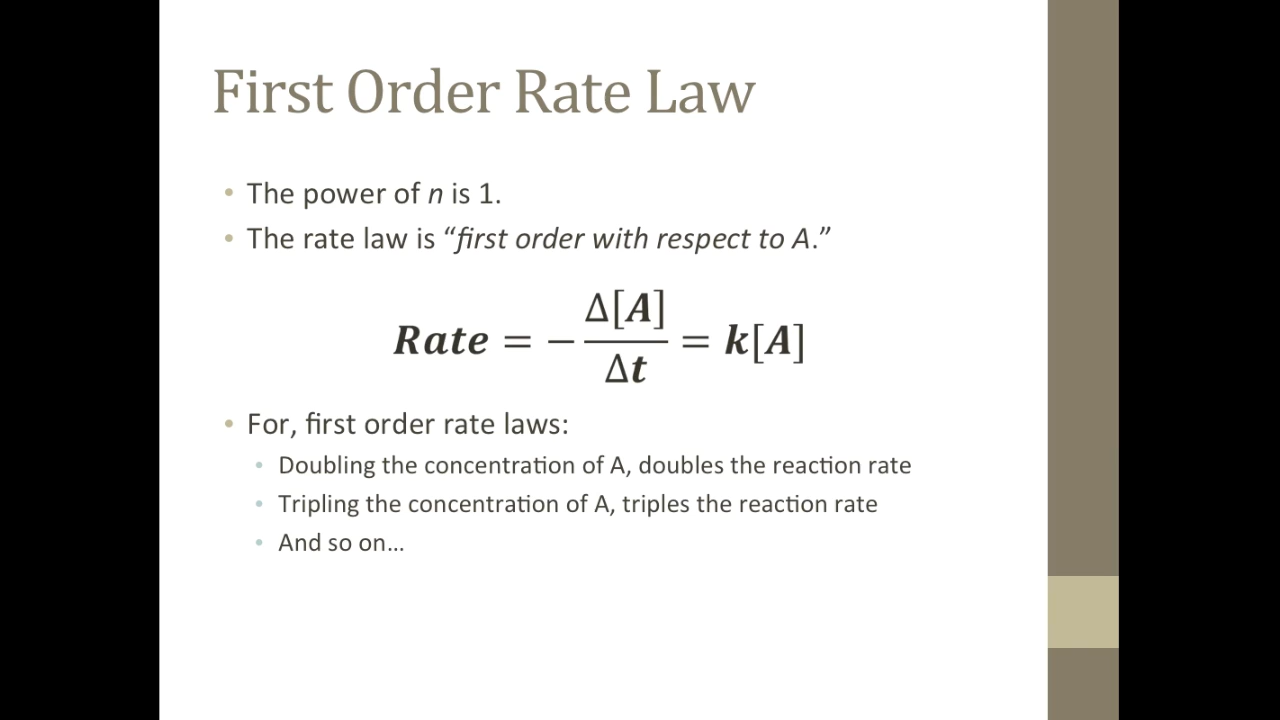 First Order Rate Law
• The power of n is 1.
• The rate law is “first order with respect to A.”
Rate = −Δ[A]/Δt = k[A]
• For, first order rate laws:
• Doubling the concentration of A, doubles the reaction rate
• Tripling the concentration of A, triples the reaction rate
• And so on…